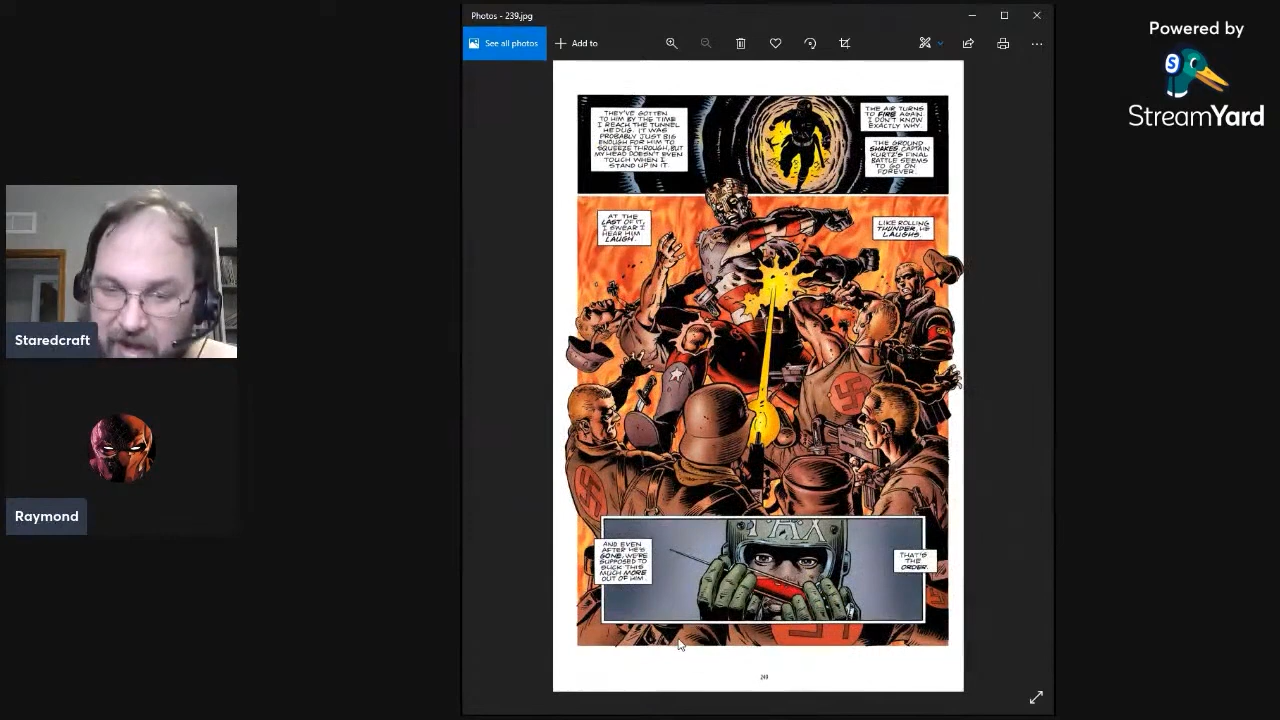 Photos - 239.jpg
Powered by
StreamYard
See all photos
Add to
THEY'VE GOTTEN
TO HIM BY THE TIME
I REACH THE TUNNEL
HE DUG. IT WAS
PROBABLY JUST BIG
ENOUGH FOR HIM TO
SQUEEZE THROUGH, BUT
MY HEAD DOESN'T EVEN
TOUCH WHEN I
STAND UP IN IT.
THE AIR TURNS
TO FIRE AGAIN.
I DON'T KNOW
EXACTLY WHY.
THE GROUND
SHAKES. CAPTAIN
KURTZ'S FINAL
BATTLE SEEMS
TO GO ON
FOREVER.
AT THE
LAST OF IT,
I SWEAR I
HEAR HIM
LAUGH.
LIKE ROLLING
THUNDER, HE
LAUGHS.
AND EVEN
AFTER HE'S
GONE, WE'RE
SUPPOSED TO
SUCK THIS
MUCH MORE
OUT OF HIM.
THAT'S
THE
ORDER.
Staredcraft
Raymond